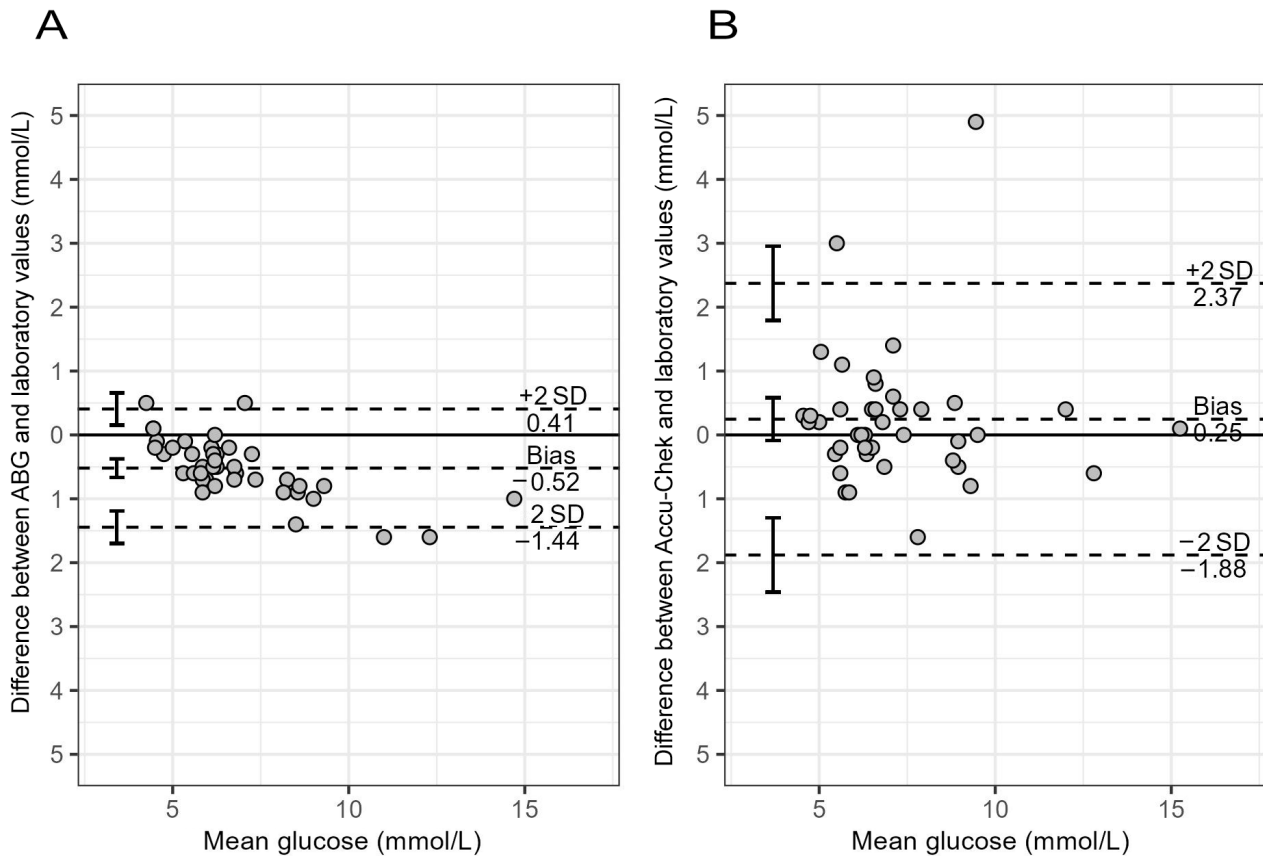 A
Difference between ABG and laboratory values (mmol/L)
5
4
3
2
1
0
1
2
3
4
5
+2 SD
0.41
Bias
−0.52
2 SD
−1.44
5
10
15
Mean glucose (mmol/L)
B
Difference between Accu-Chek and laboratory values (mmol/L)
5
4
3
2
1
0
1
2
3
4
5
+2 SD
2.37
Bias
0.25
−2 SD
−1.88
5
10
15
Mean glucose (mmol/L)